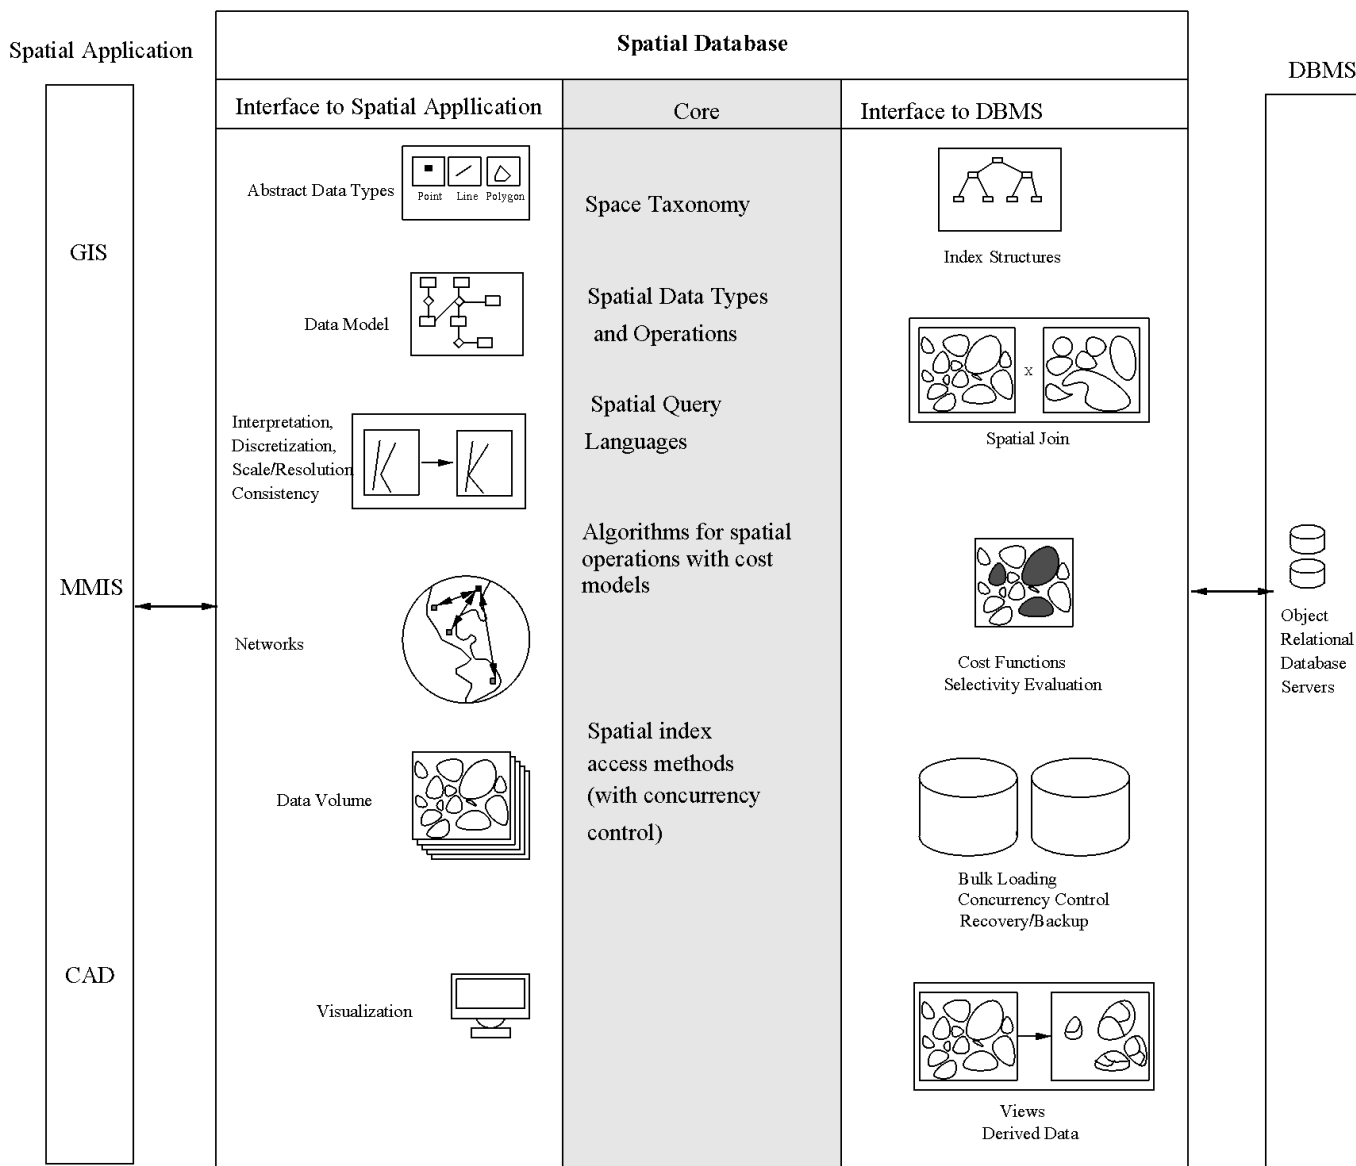 Spatial Application
Spatial Database
DBMS
Interface to Spatial Appllication
Core
Interface to DBMS
GIS
MMIS
CAD
Abstract Data Types
Point Line Polygon
Data Model
Interpretation,
Discretization,
Scale/Resolution
Consistency
Networks
Data Volume
Visualization
Space Taxonomy
Spatial Data Types
and Operations
Spatial Query
Languages
Algorithms for spatial
operations with cost
models
Spatial index
access methods
(with concurrency
control)
Index Structures
x
Spatial Join
Cost Functions
Selectivity Evaluation
Bulk Loading
Concurrency Control
Recovery/Backup
Views
Derived Data
Object
Relational
Database
Servers